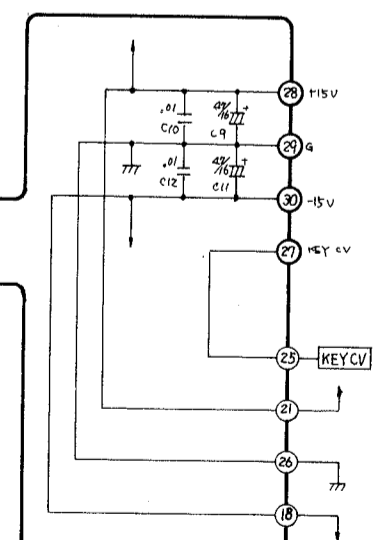 28 +15V
.01
C10
47/16 +
C9
29 G
.01
C12
47/16 +
C11
30 -15V
27 KEY CV
25 KEYCV
21
26
18